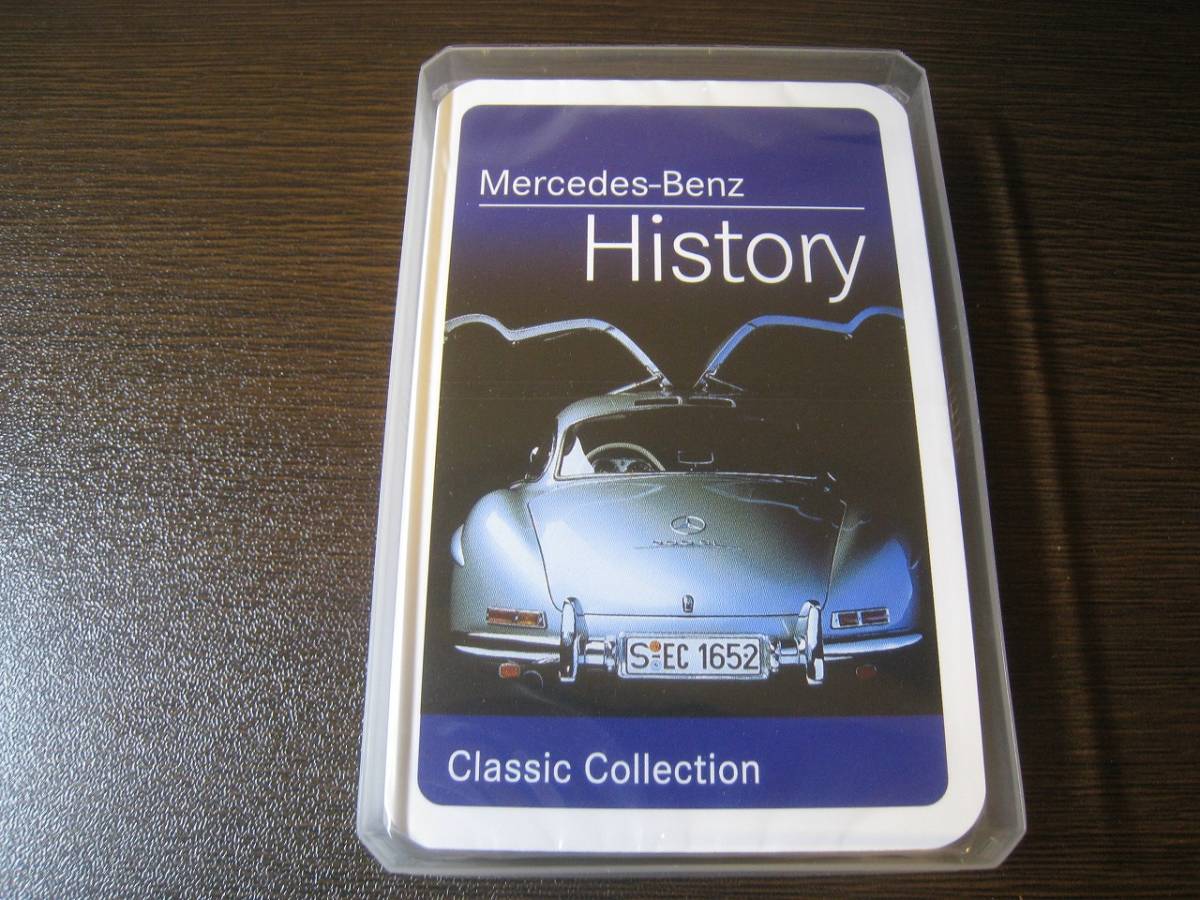 Mercedes-Benz
History
S-EC 1652
Classic Collection